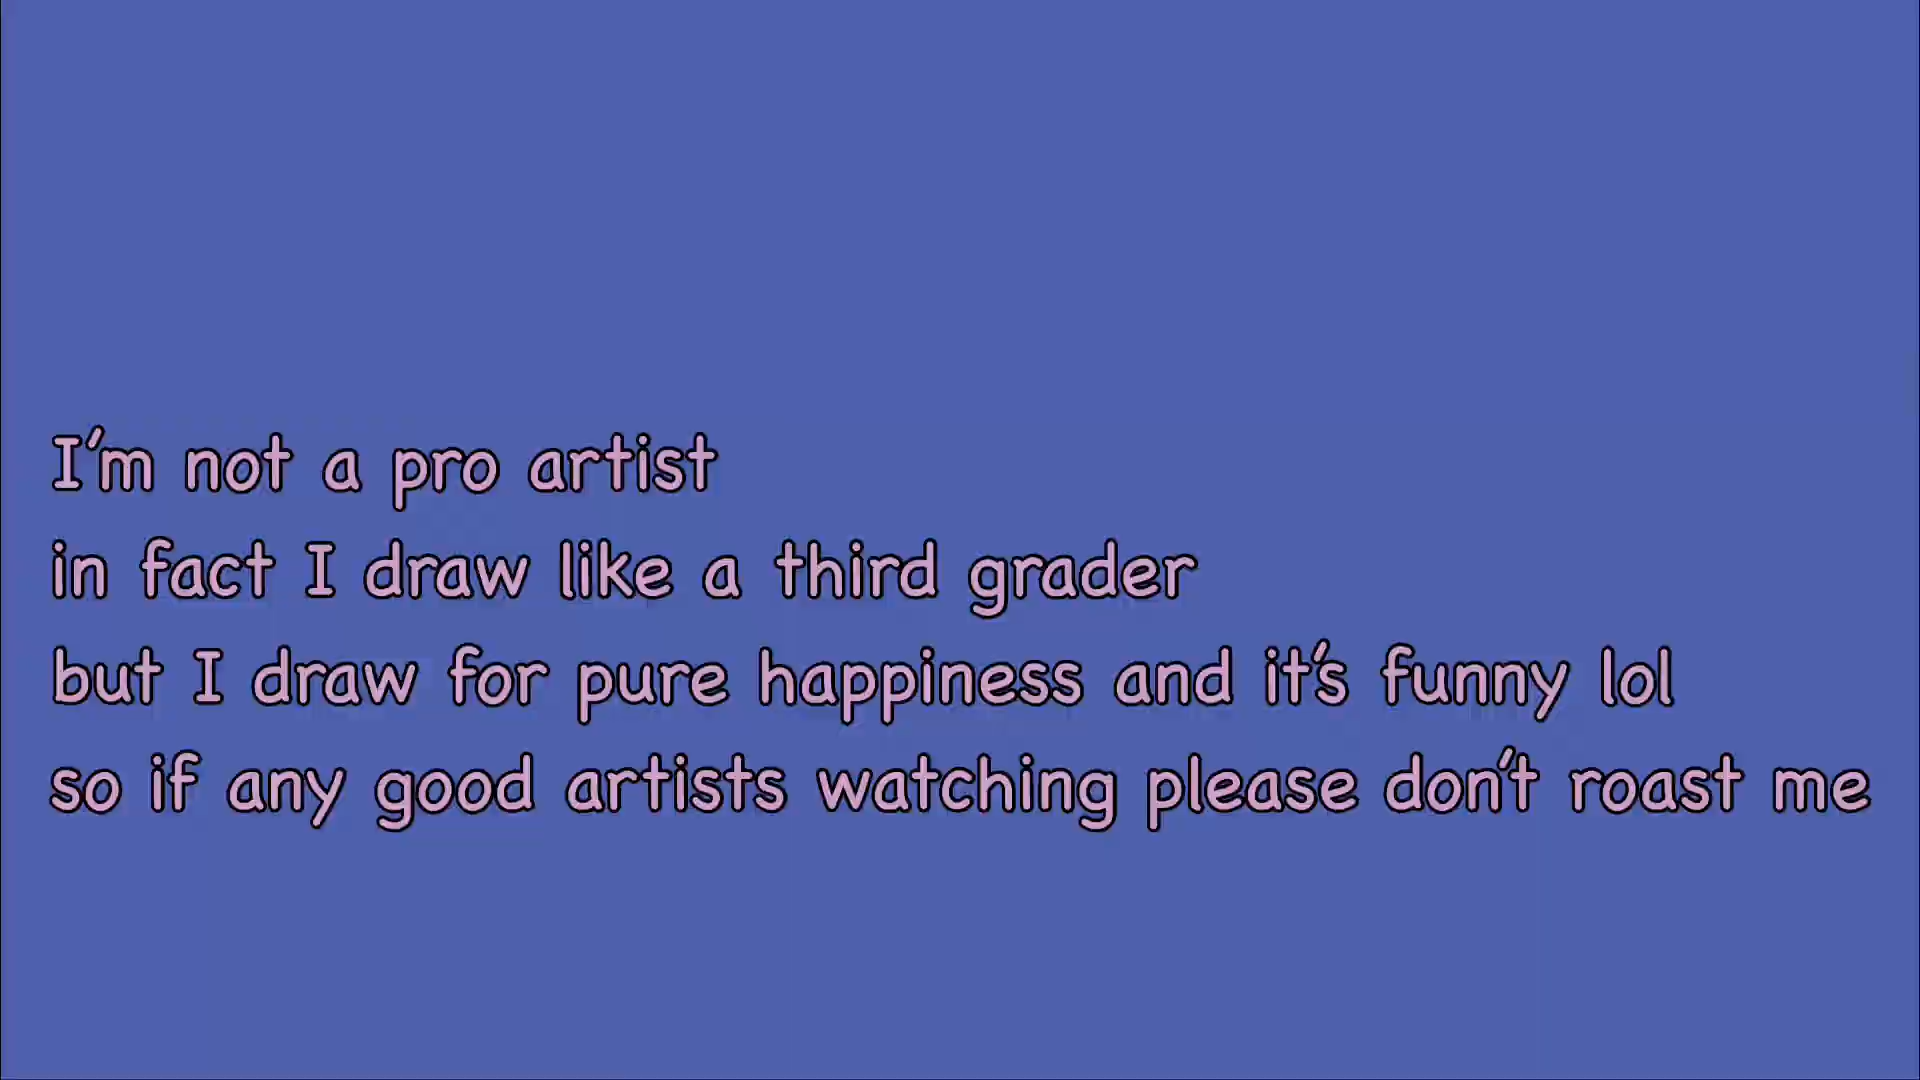 I'm not a pro artist
in fact I draw like a third grader
but I draw for pure happiness and it's funny lol
so if any good artists watching please don't roast me